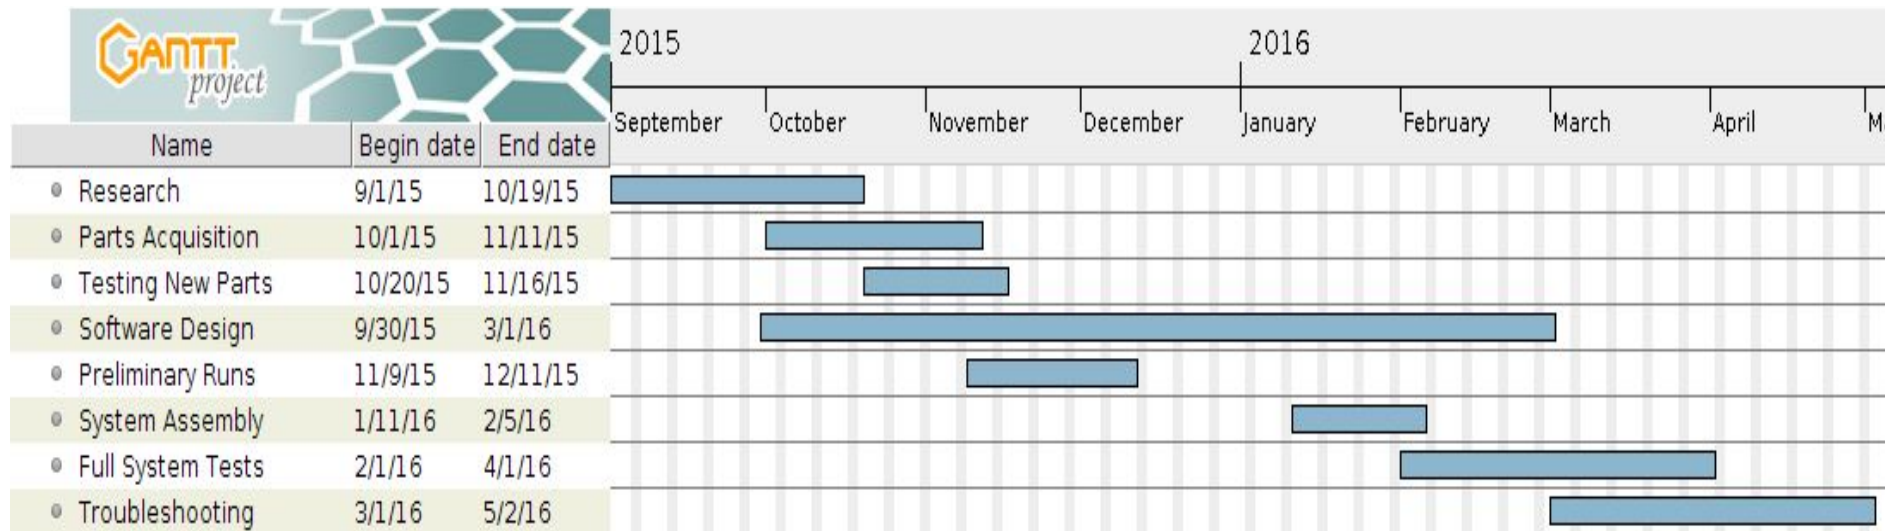 GANTT
project
2015 2016
September October November December January February March April
Name Begin date End date
Research 9/1/15 10/19/15
Parts Acquisition 10/1/15 11/11/15
Testing New Parts 10/20/15 11/16/15
Software Design 9/30/15 3/1/16
Preliminary Runs 11/9/15 12/11/15
System Assembly 1/11/16 2/5/16
Full System Tests 2/1/16 4/1/16
Troubleshooting 3/1/16 5/2/16